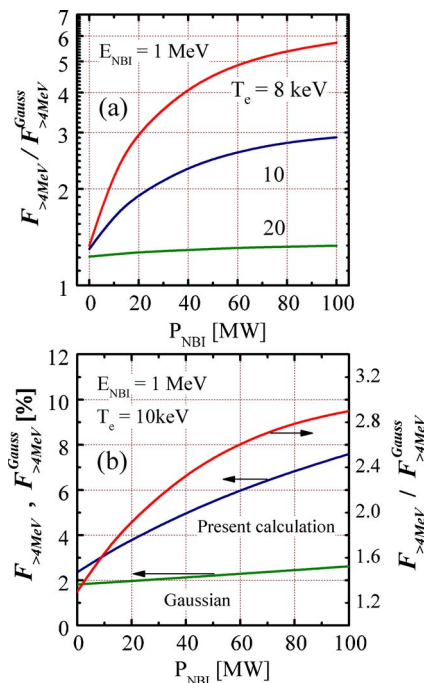 7
6
5
4
3
2
1
F>4MeV / F>4MeV^Gauss
(a)
E_NBI = 1 MeV
T_e = 8 keV
10
20
0 20 40 60 80 100
P_NBI [MW]
12
10
8
6
4
2
0
F>4MeV , F>4MeV^Gauss [%]
(b)
E_NBI = 1 MeV
T_e = 10keV
Present calculation
Gaussian
3.2
2.8
2.4
2.0
1.6
1.2
F>4MeV / F>4MeV^Gauss
0 20 40 60 80 100
P_NBI [MW]